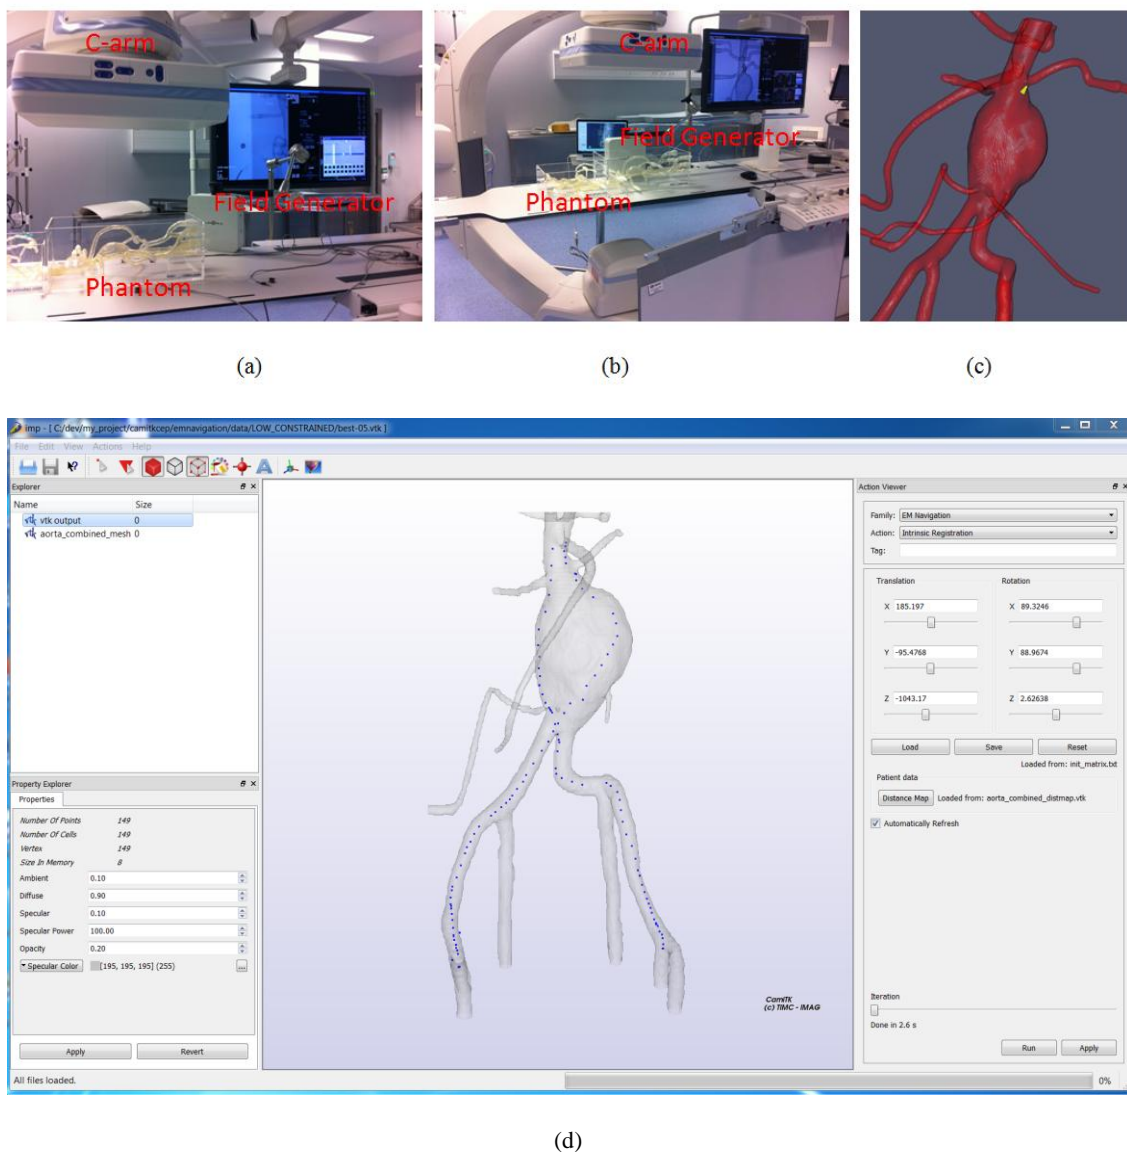 C-arm
Field Generator
Phantom
C-arm
Field Generator
Phantom
(a)
(b)
(c)
imp - [ C:/dev/my_project/camitkcep/emnavigation/data/LOW_CONSTRAINED/best-05.vtk ]
File Edit View Actions Help
Explorer
Name Size
vtk output 0
aorta_combined_mesh 0
Property Explorer
Properties
Number Of Points 149
Number Of Cells 149
Vertex 149
Size In Memory 8
Ambient 0.10
Diffuse 0.90
Specular 0.10
Specular Power 100.00
Opacity 0.20
Specular Color [195, 195, 195] (255) ...
Apply Revert
All files loaded.
CamiTK
(c) TIMC - IMAG
Action Viewer
Family: EM Navigation
Action: Intrinsic Registration
Tag:
Translation Rotation
X 185.197 X 89.3246
Y -95.4768 Y 88.9674
Z -1043.17 Z 2.62638
Load Save Reset
Loaded from: init_matrix.txt
Patient data
Distance Map Loaded from: aorta_combined_distmap.vtk
Automatically Refresh
Iteration
Done in 2.6 s
Run Apply
0%
(d)